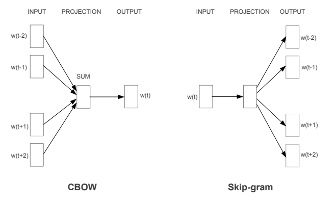 INPUT PROJECTION OUTPUT
w(t-2)
w(t-1)
SUM
w(t)
w(t+1)
w(t+2)
CBOW
INPUT PROJECTION OUTPUT
w(t-2)
w(t-1)
w(t)
w(t+1)
w(t+2)
Skip-gram